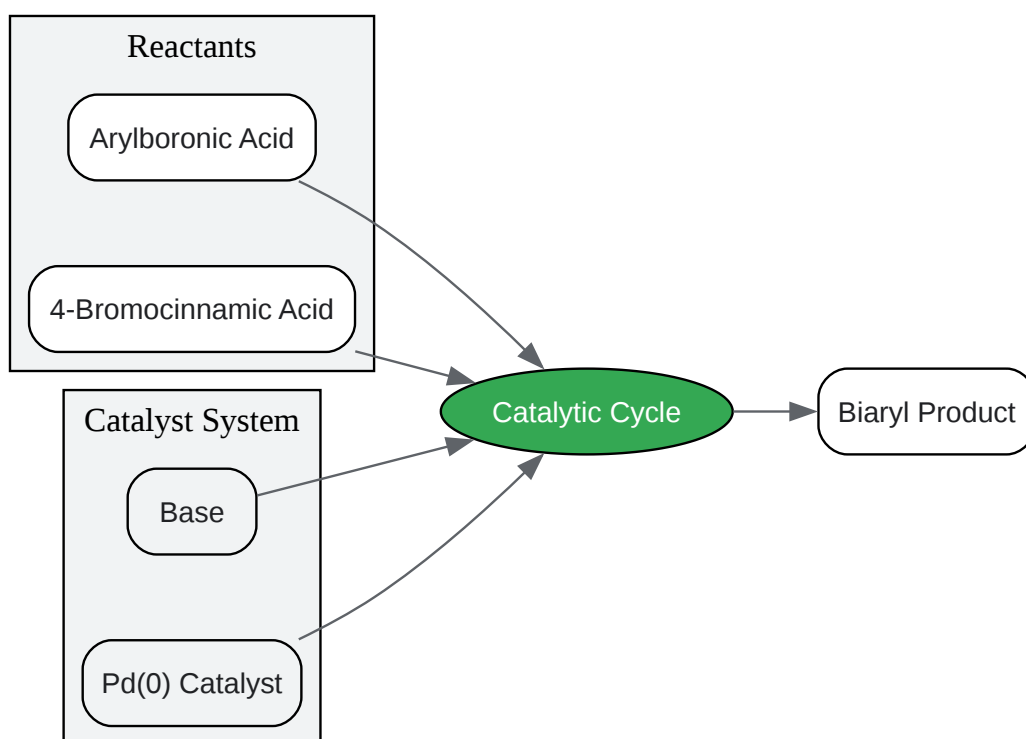 Reactants
Arylboronic Acid
4-Bromocinnamic Acid
Catalyst System
Base
Pd(0) Catalyst
Catalytic Cycle
Biaryl Product